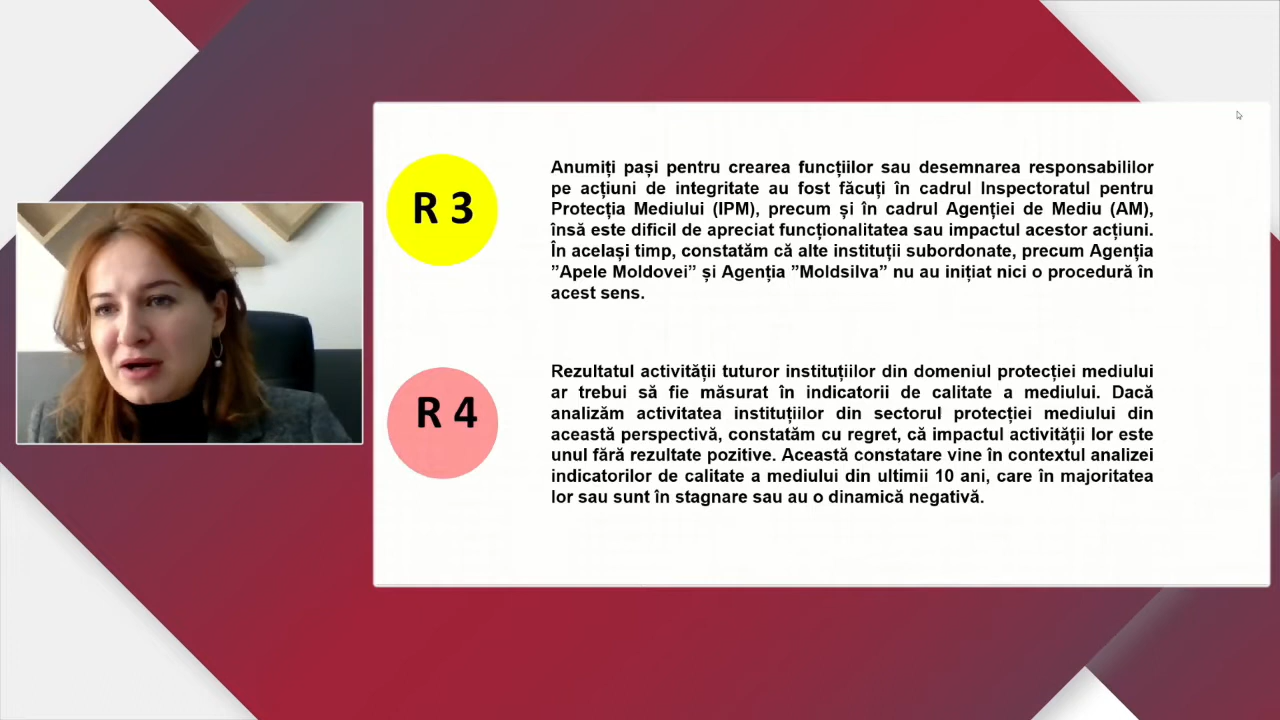 R 3
Anumiți pași pentru crearea funcțiilor sau desemnarea responsabililor
pe acțiuni de integritate au fost făcuți în cadrul Inspectoratul pentru
Protecția Mediului (IPM), precum și în cadrul Agenției de Mediu (AM),
însă este dificil de apreciat funcționalitatea sau impactul acestor acțiuni.
În același timp, constatăm că alte instituții subordonate, precum Agenția
”Apele Moldovei” și Agenția ”Moldsilva” nu au inițiat nici o procedură în
acest sens.
R 4
Rezultatul activității tuturor instituțiilor din domeniul protecției mediului
ar trebui să fie măsurat în indicatorii de calitate a mediului. Dacă
analizăm activitatea instituțiilor din sectorul protecției mediului din
această perspectivă, constatăm cu regret, că impactul activității lor este
unul fără rezultate pozitive. Această constatare vine în contextul analizei
indicatorilor de calitate a mediului din ultimii 10 ani, care în majoritatea
lor sau sunt în stagnare sau au o dinamică negativă.